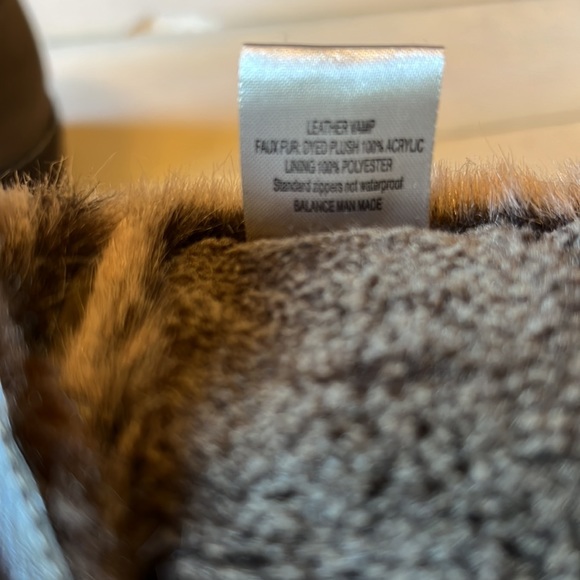 LEATHER VAMP
FAUX FUR: DYED PLUSH 100% ACRYLIC
LINING 100% POLYESTER
Standard zippers not waterproof
BALANCE MAN MADE